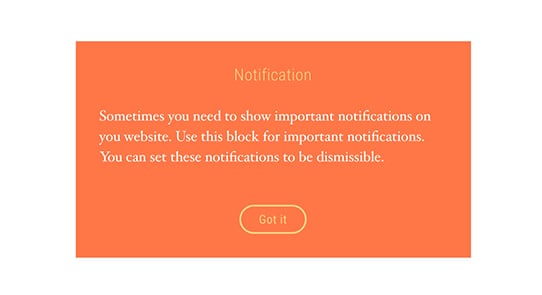 Notification
Sometimes you need to show important notifications on
you website. Use this block for important notifications.
You can set these notifications to be dismissible.
Got it